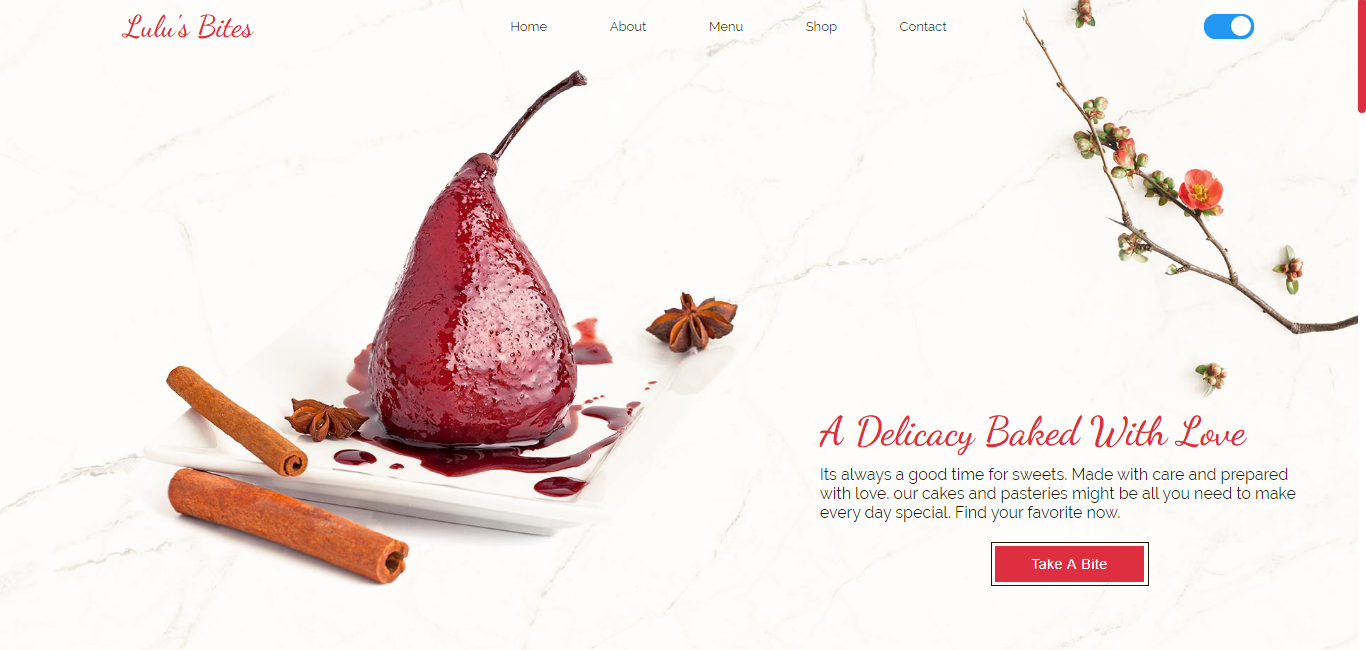 Lulu's Bites
Home
About
Menu
Shop
Contact
A Delicacy Baked With Love
Its always a good time for sweets. Made with care and prepared
with love. our cakes and pasteries might be all you need to make
every day special. Find your favorite now.
Take A Bite